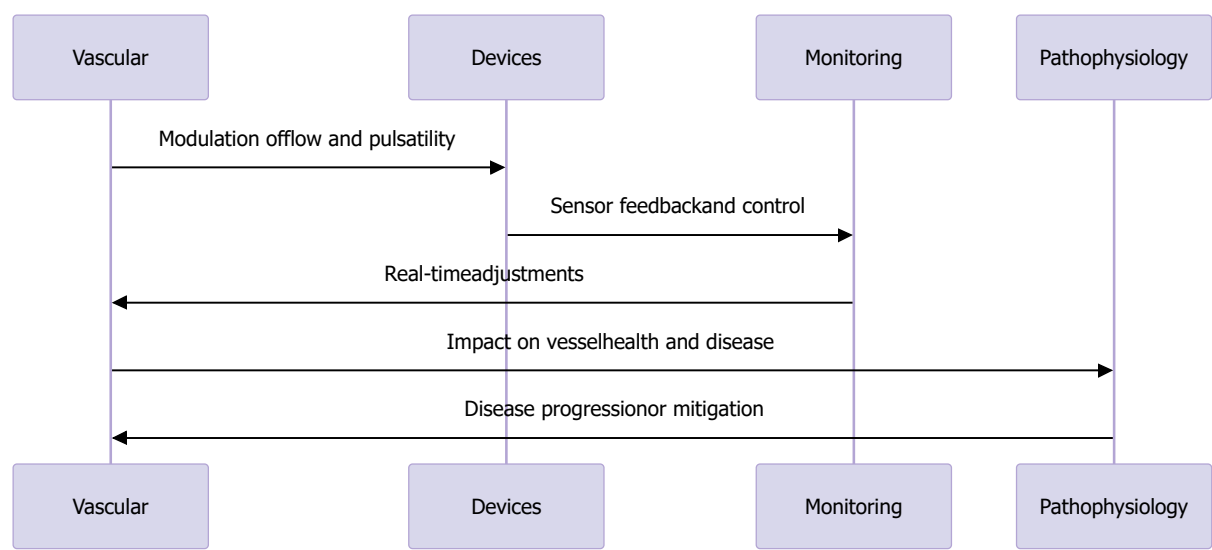 Vascular
Devices
Monitoring
Pathophysiology
Modulation offlow and pulsatility
Sensor feedbackand control
Real-timeadjustments
Impact on vesselhealth and disease
Disease progressionor mitigation
Vascular
Devices
Monitoring
Pathophysiology